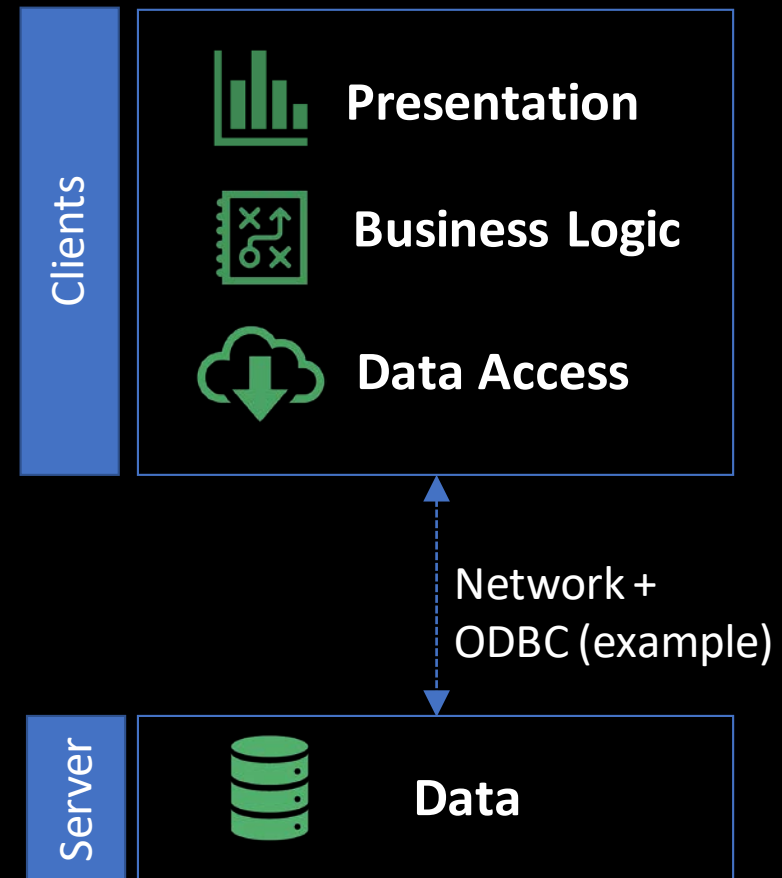 Clients
Presentation
Business Logic
Data Access
Network +
ODBC (example)
Server
Data